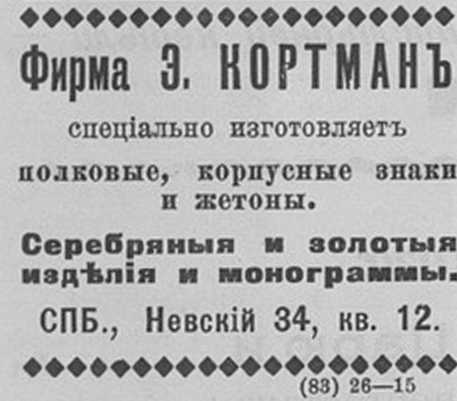 Фирма Э. КОРТМАНЪ
спеціально изготовляетъ
полковые, корпусные знаки
и жетоны.
Серебряныя и золотыя
издѣлія и монограммы.
СПБ., Невскій 34, кв. 12.
(83) 26—15